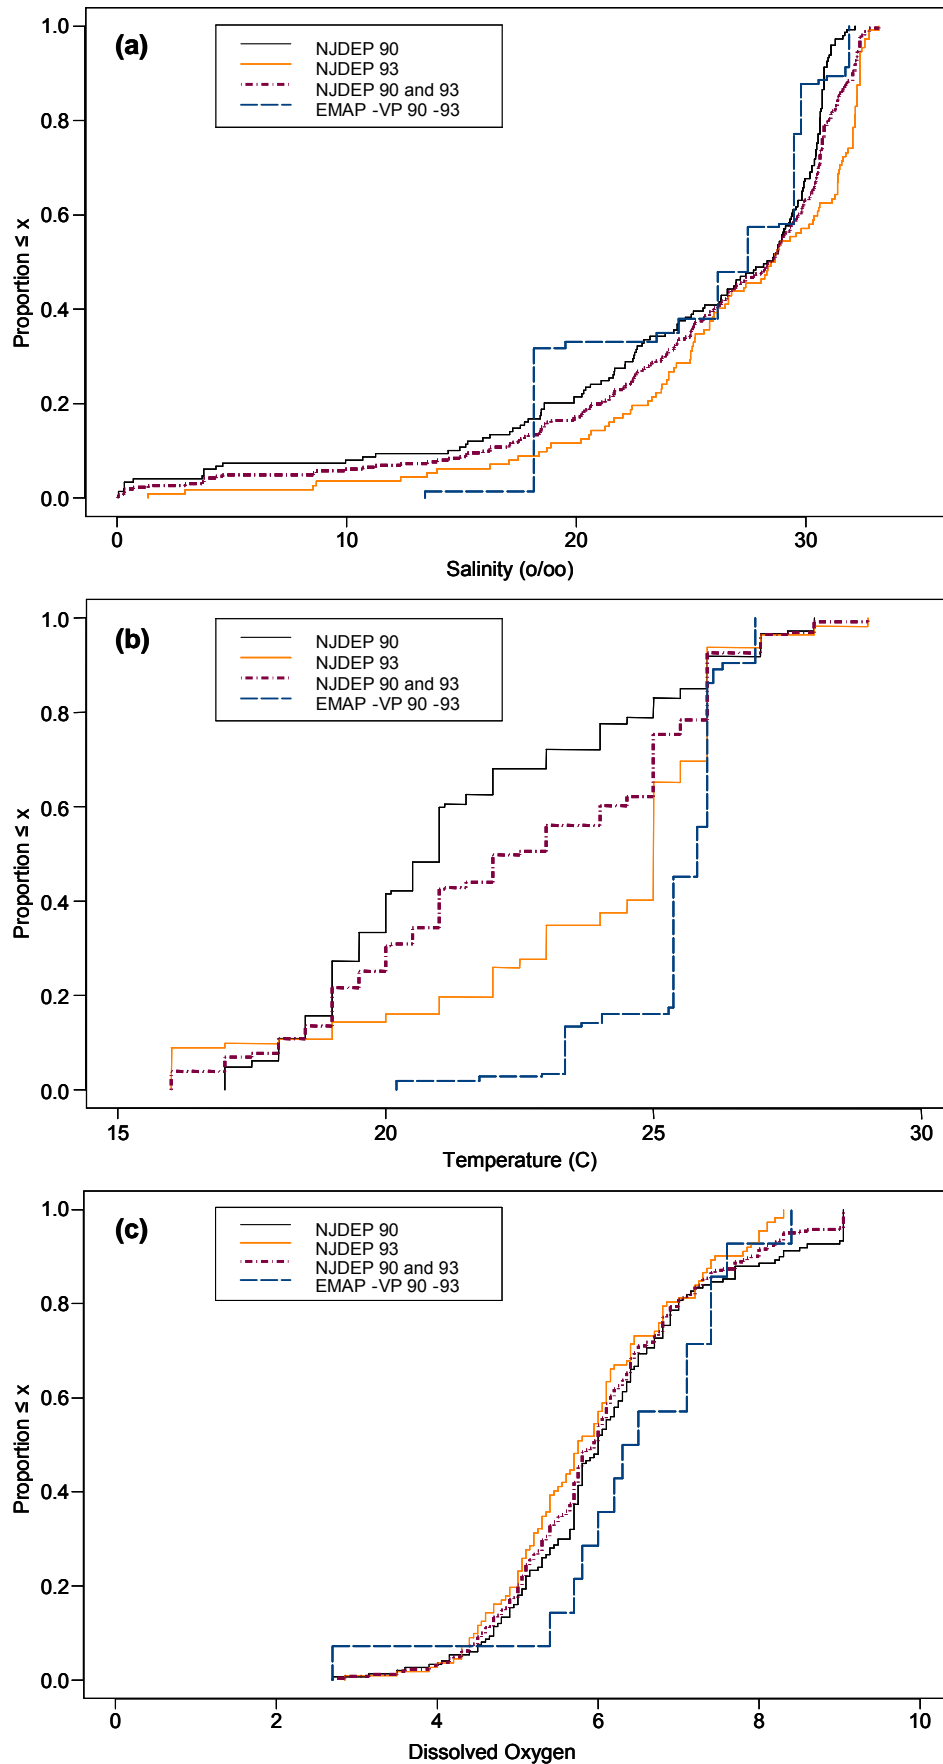 (a)
NJDEP 90
NJDEP 93
NJDEP 90 and 93
EMAP -VP 90 -93
1.0
0.8
0.6
0.4
0.2
0.0
Proportion ≤ x
0 10 20 30
Salinity (o/oo)
(b)
NJDEP 90
NJDEP 93
NJDEP 90 and 93
EMAP -VP 90 -93
1.0
0.8
0.6
0.4
0.2
0.0
Proportion ≤ x
15 20 25 30
Temperature (C)
(c)
NJDEP 90
NJDEP 93
NJDEP 90 and 93
EMAP -VP 90 -93
1.0
0.8
0.6
0.4
0.2
0.0
Proportion ≤ x
0 2 4 6 8 10
Dissolved Oxygen